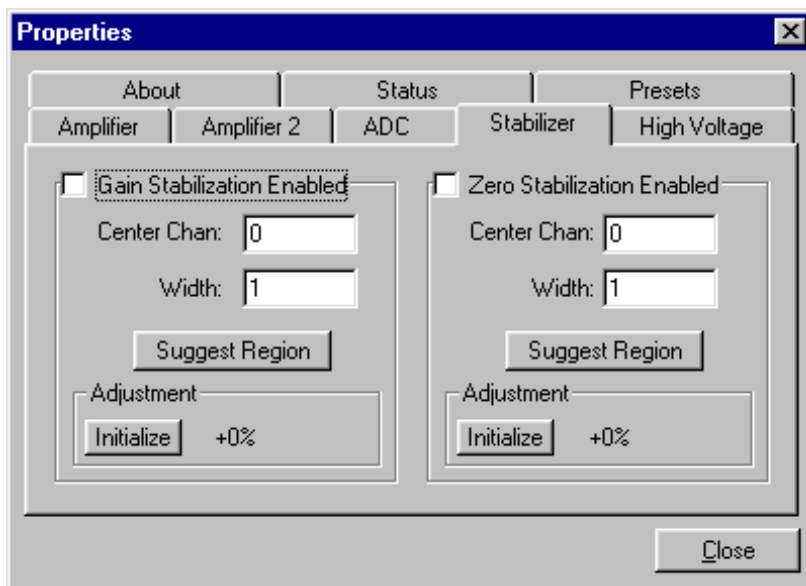 Properties
About Status Presets
Amplifier Amplifier 2 ADC Stabilizer High Voltage
Gain Stabilization Enabled Zero Stabilization Enabled
Center Chan: 0 Center Chan: 0
Width: 1 Width: 1
Suggest Region Suggest Region
Adjustment Adjustment
Initialize +0% Initialize +0%
Close